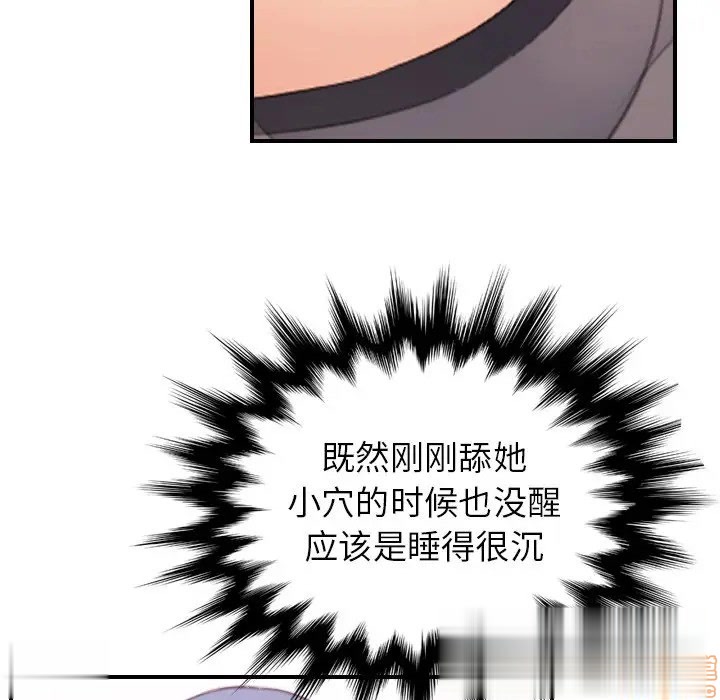 既然刚刚舔她
小穴的时候也没醒
应该是睡得很沉